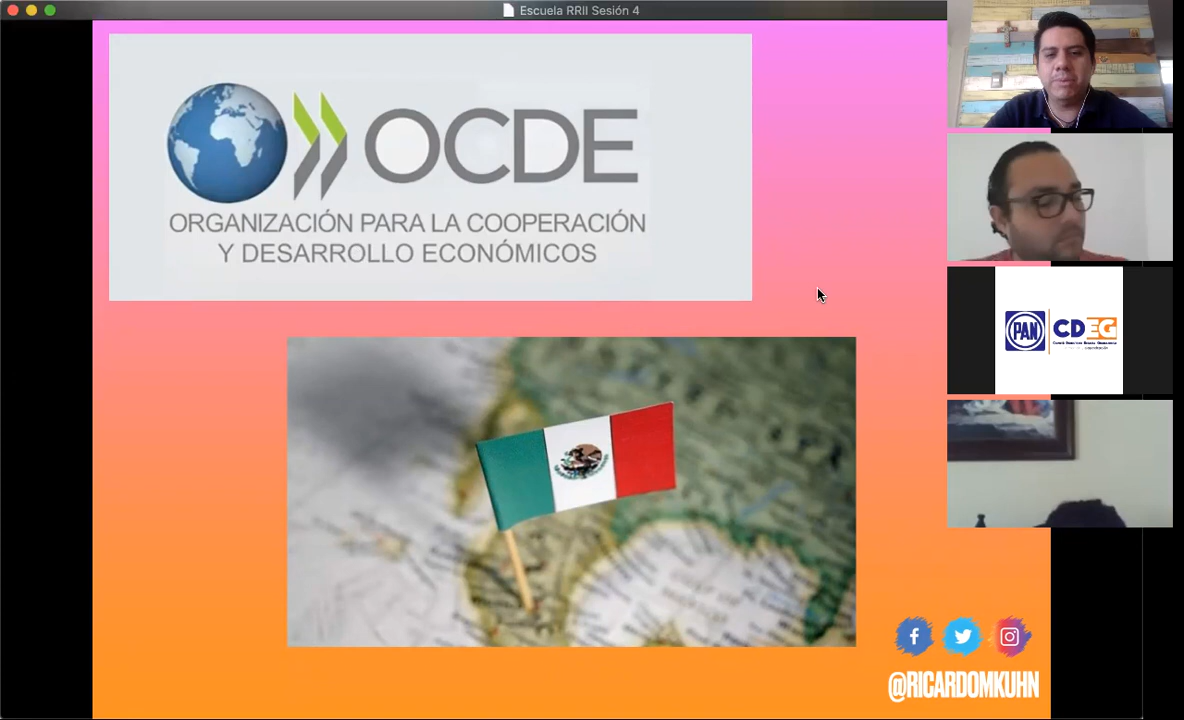 Escuela RRII Sesión 4
OCDE
ORGANIZACIÓN PARA LA COOPERACIÓN
Y DESARROLLO ECONÓMICOS
PAN
CDEG
@RICARDOMKUHN